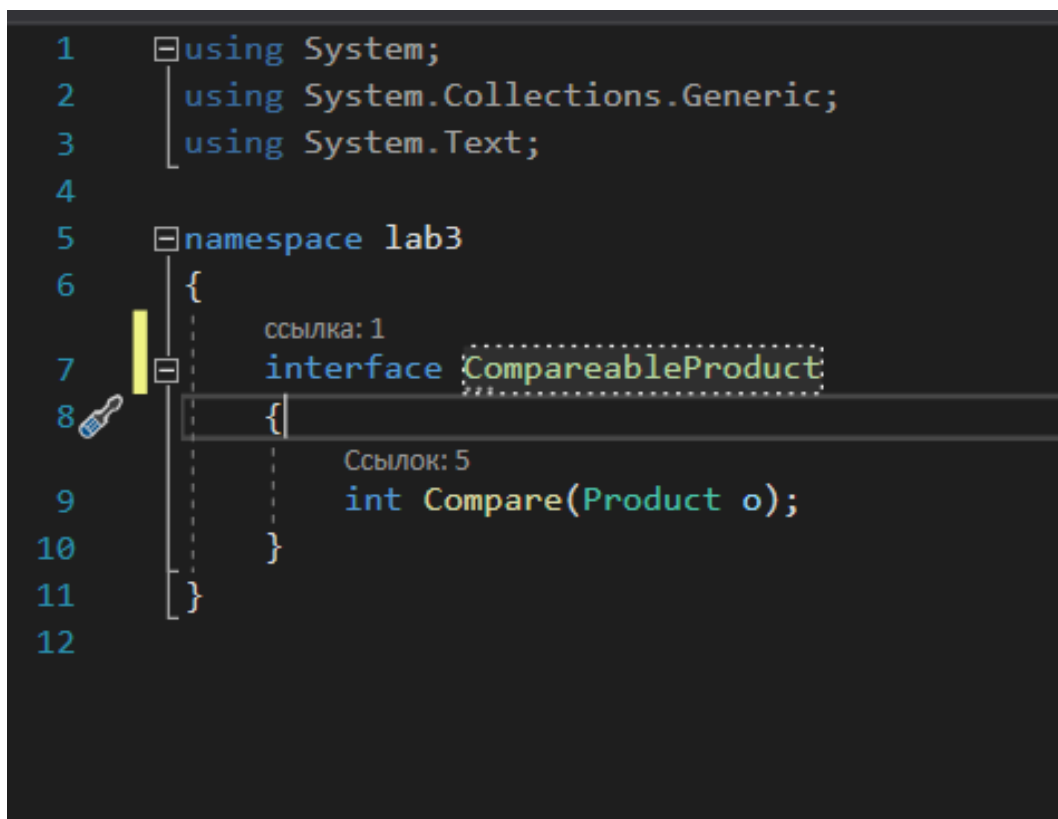 1 using System;
2 using System.Collections.Generic;
3 using System.Text;
4
5 namespace lab3
6 {
ссылка: 1
7 interface CompareableProduct
8 {
Ссылок: 5
9 int Compare(Product o);
10 }
11 }
12